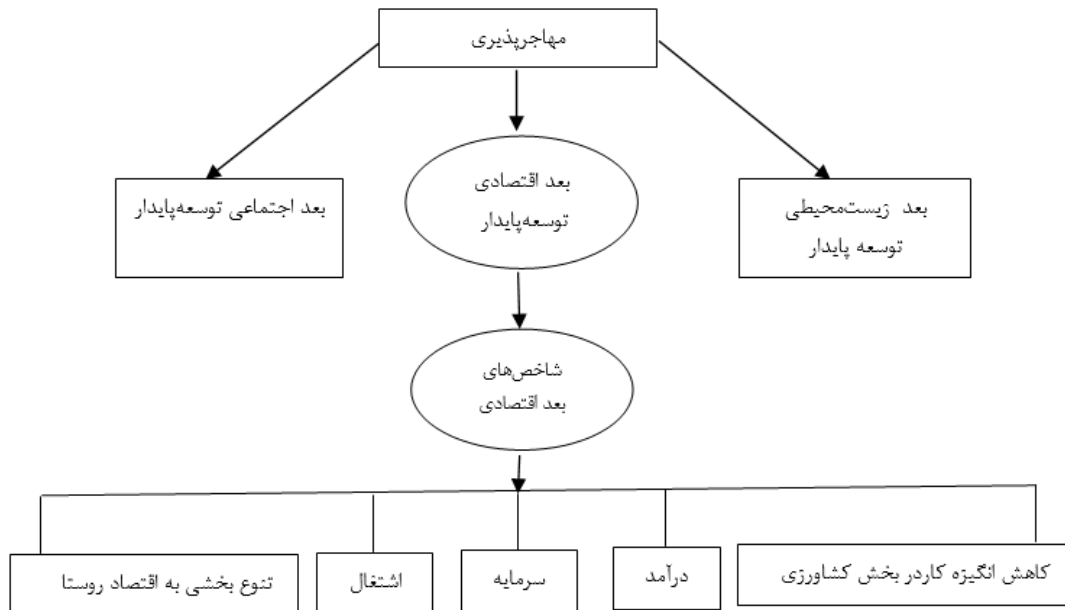 مهاجرپذیری
بعد زیست‌محیطی
توسعه پایدار
بعد اقتصادی
توسعه‌پایدار
بعد اجتماعی توسعه‌پایدار
شاخص‌های
بعد اقتصادی
کاهش انگیزه کاردر بخش کشاورزی
درآمد
سرمایه
اشتغال
تنوع بخشی به اقتصاد روستا